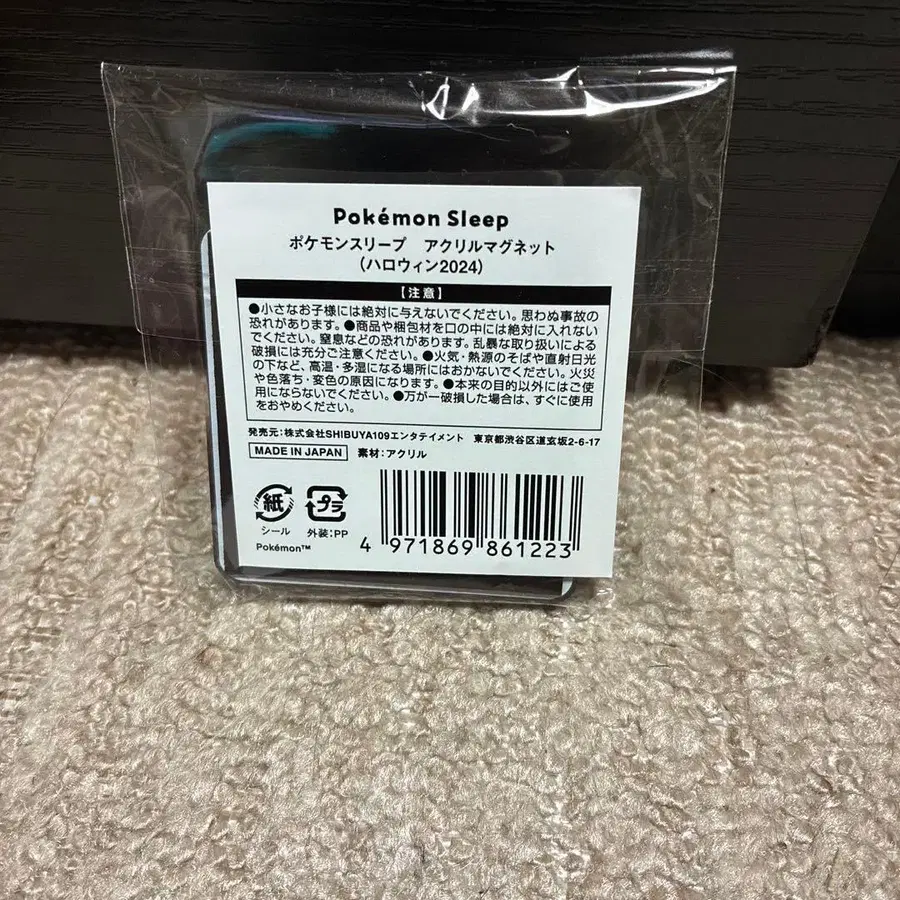 Pokémon Sleep
ポケモンスリープ　アクリルマグネット
（ハロウィン2024）
【注意】
●小さなお子様には絶対に与えないでください。思わぬ事故の
恐れがあります。●商品や梱包材を口の中には絶対に入れない
でください。窒息などの恐れがあります。乱暴な取り扱いによる
破損には充分ご注意ください。●火気・熱源のそばや直射日光
の下など、高温・多湿になる場所にはおかないでください。火災
や色落ち・変色の原因になります。●本来の目的以外にはご使
用にならないでください。●万が一破損した場合は、すぐに使用
をおやめください。
発売元：株式会社SHIBUYA109エンタテイメント　東京都渋谷区道玄坂2-6-17
MADE IN JAPAN　素材：アクリル
紙　プラ
シール　外装：PP
Pokémon™
4 971869 861223